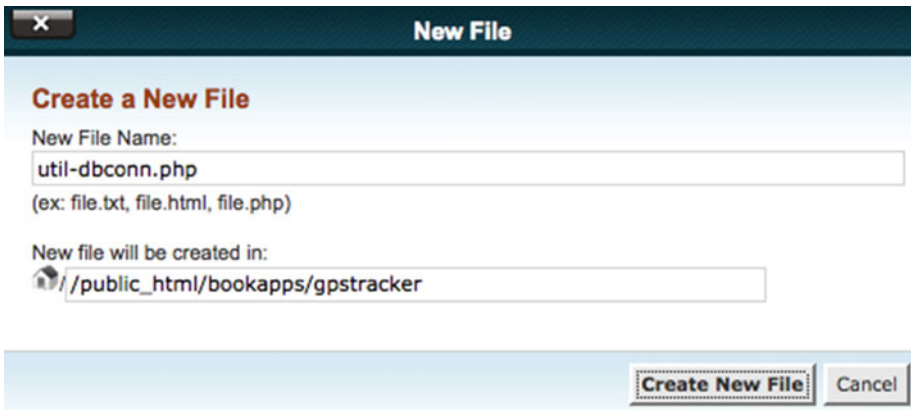 New File
Create a New File
New File Name:
util-dbconn.php
(ex: file.txt, file.html, file.php)
New file will be created in:
/ /public_html/bookapps/gpstracker
Create New File Cancel